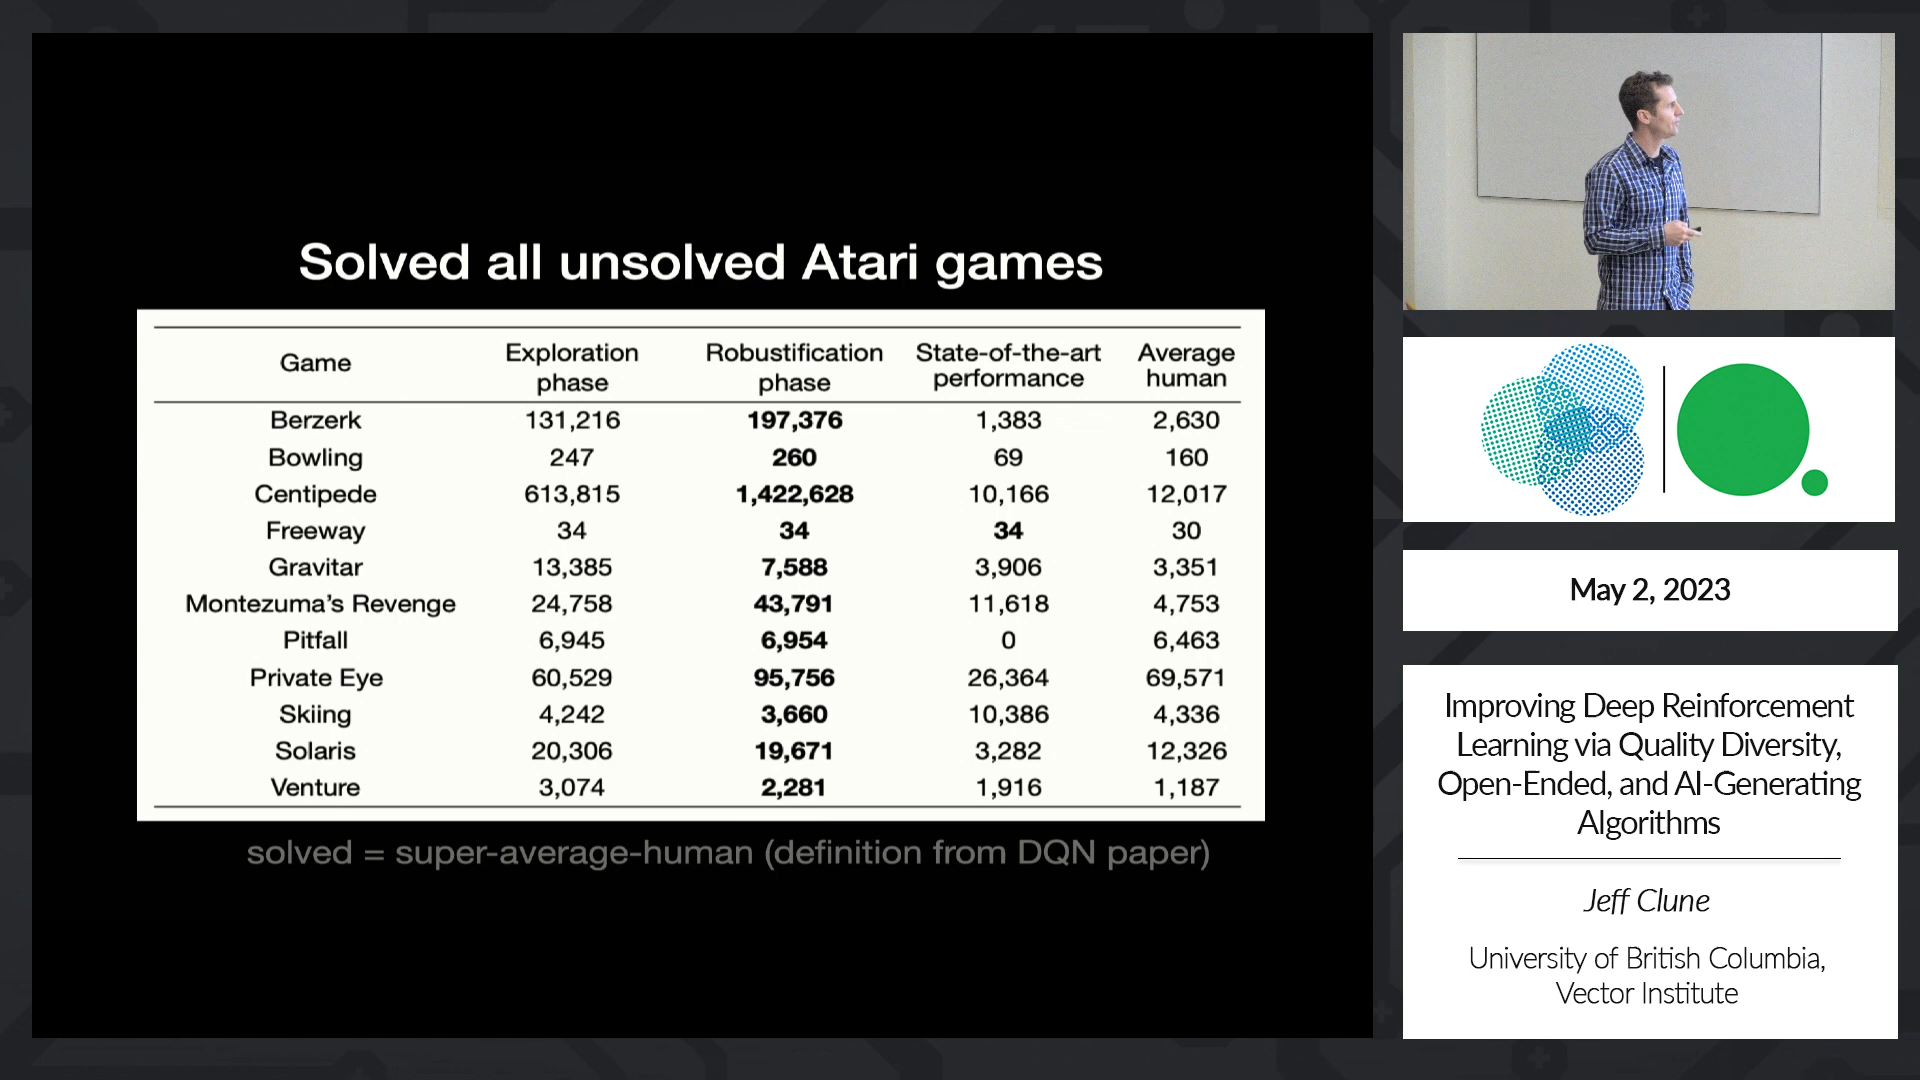 Solved all unsolved Atari games
Game Exploration phase Robustification phase State-of-the-art performance Average human
Berzerk 131,216 197,376 1,383 2,630
Bowling 247 260 69 160
Centipede 613,815 1,422,628 10,166 12,017
Freeway 34 34 34 30
Gravitar 13,385 7,588 3,906 3,351
Montezuma's Revenge 24,758 43,791 11,618 4,753
Pitfall 6,945 6,954 0 6,463
Private Eye 60,529 95,756 26,364 69,571
Skiing 4,242 3,660 10,386 4,336
Solaris 20,306 19,671 3,282 12,326
Venture 3,074 2,281 1,916 1,187
solved = super-average-human (definition from DQN paper)
May 2, 2023
Improving Deep Reinforcement
Learning via Quality Diversity,
Open-Ended, and AI-Generating
Algorithms
Jeff Clune
University of British Columbia,
Vector Institute